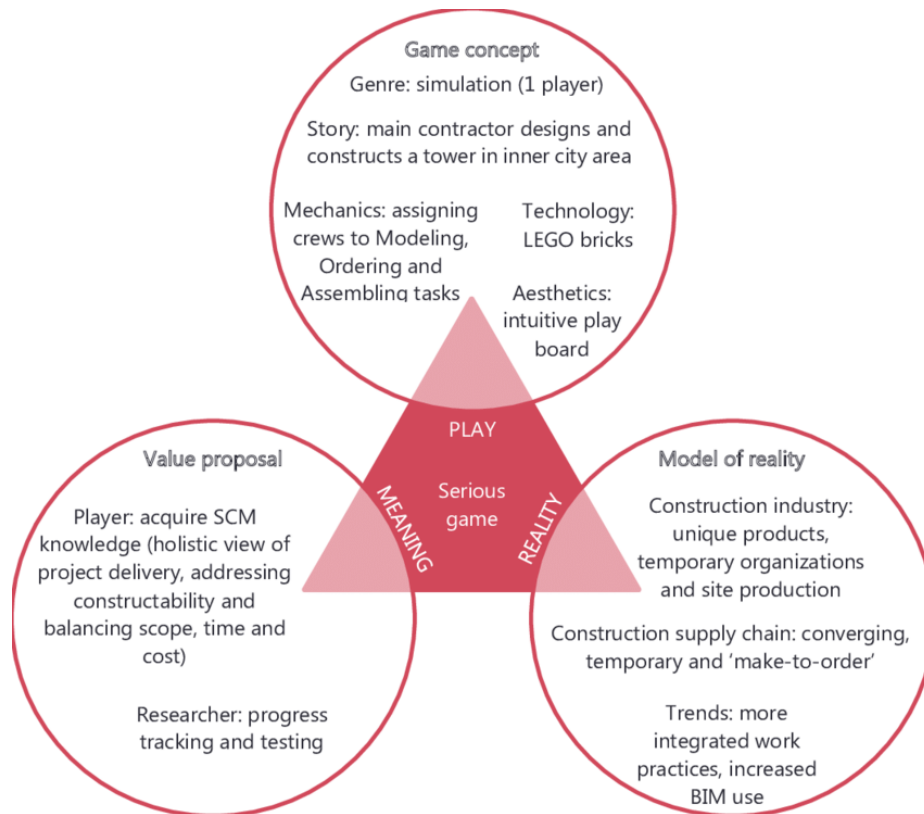 Game concept
Genre: simulation (1 player)
Story: main contractor designs and
constructs a tower in inner city area
Mechanics: assigning
crews to Modeling,
Ordering and
Assembling tasks
Technology:
LEGO bricks
Aesthetics:
intuitive play
board
PLAY
Serious
game
MEANING
REALITY
Value proposal
Player: acquire SCM
knowledge (holistic view of
project delivery, addressing
constructability and
balancing scope, time and
cost)
Researcher: progress
tracking and testing
Model of reality
Construction industry:
unique products,
temporary organizations
and site production
Construction supply chain: converging,
temporary and ‘make-to-order’
Trends: more
integrated work
practices, increased
BIM use